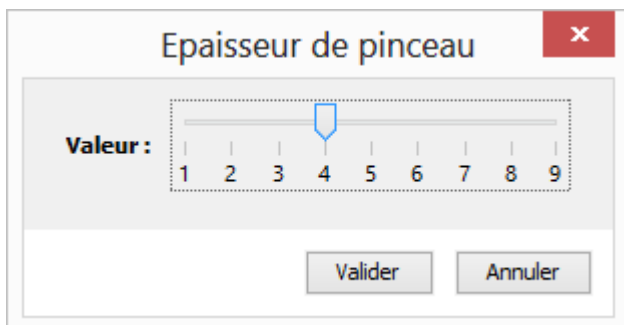 Epaisseur de pinceau
Valeur :
1 2 3 4 5 6 7 8 9
Valider Annuler